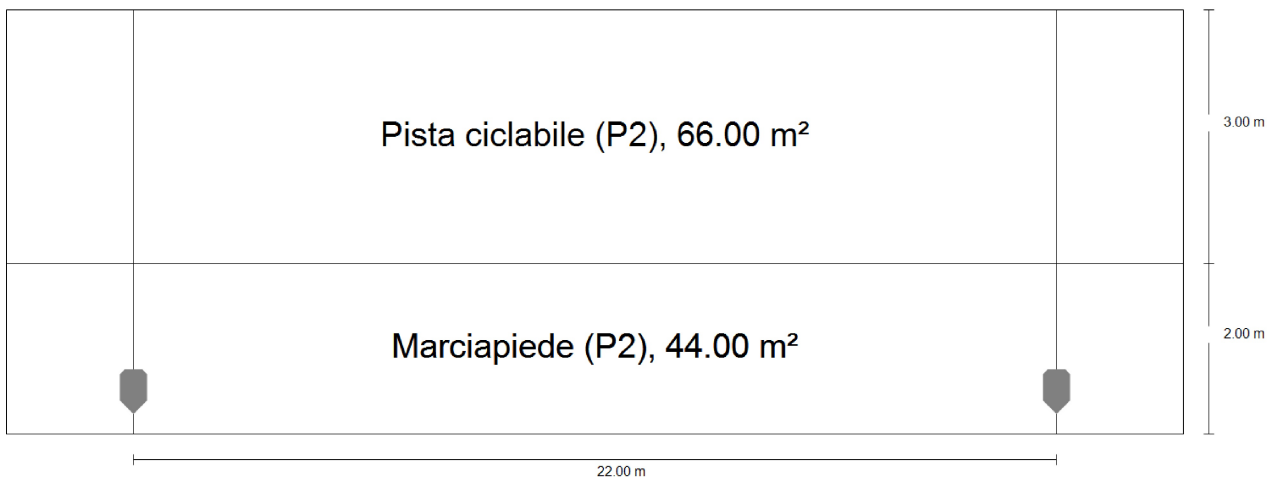 Pista ciclabile (P2), 66.00 m²
3.00 m
Marciapiede (P2), 44.00 m²
2.00 m
22.00 m